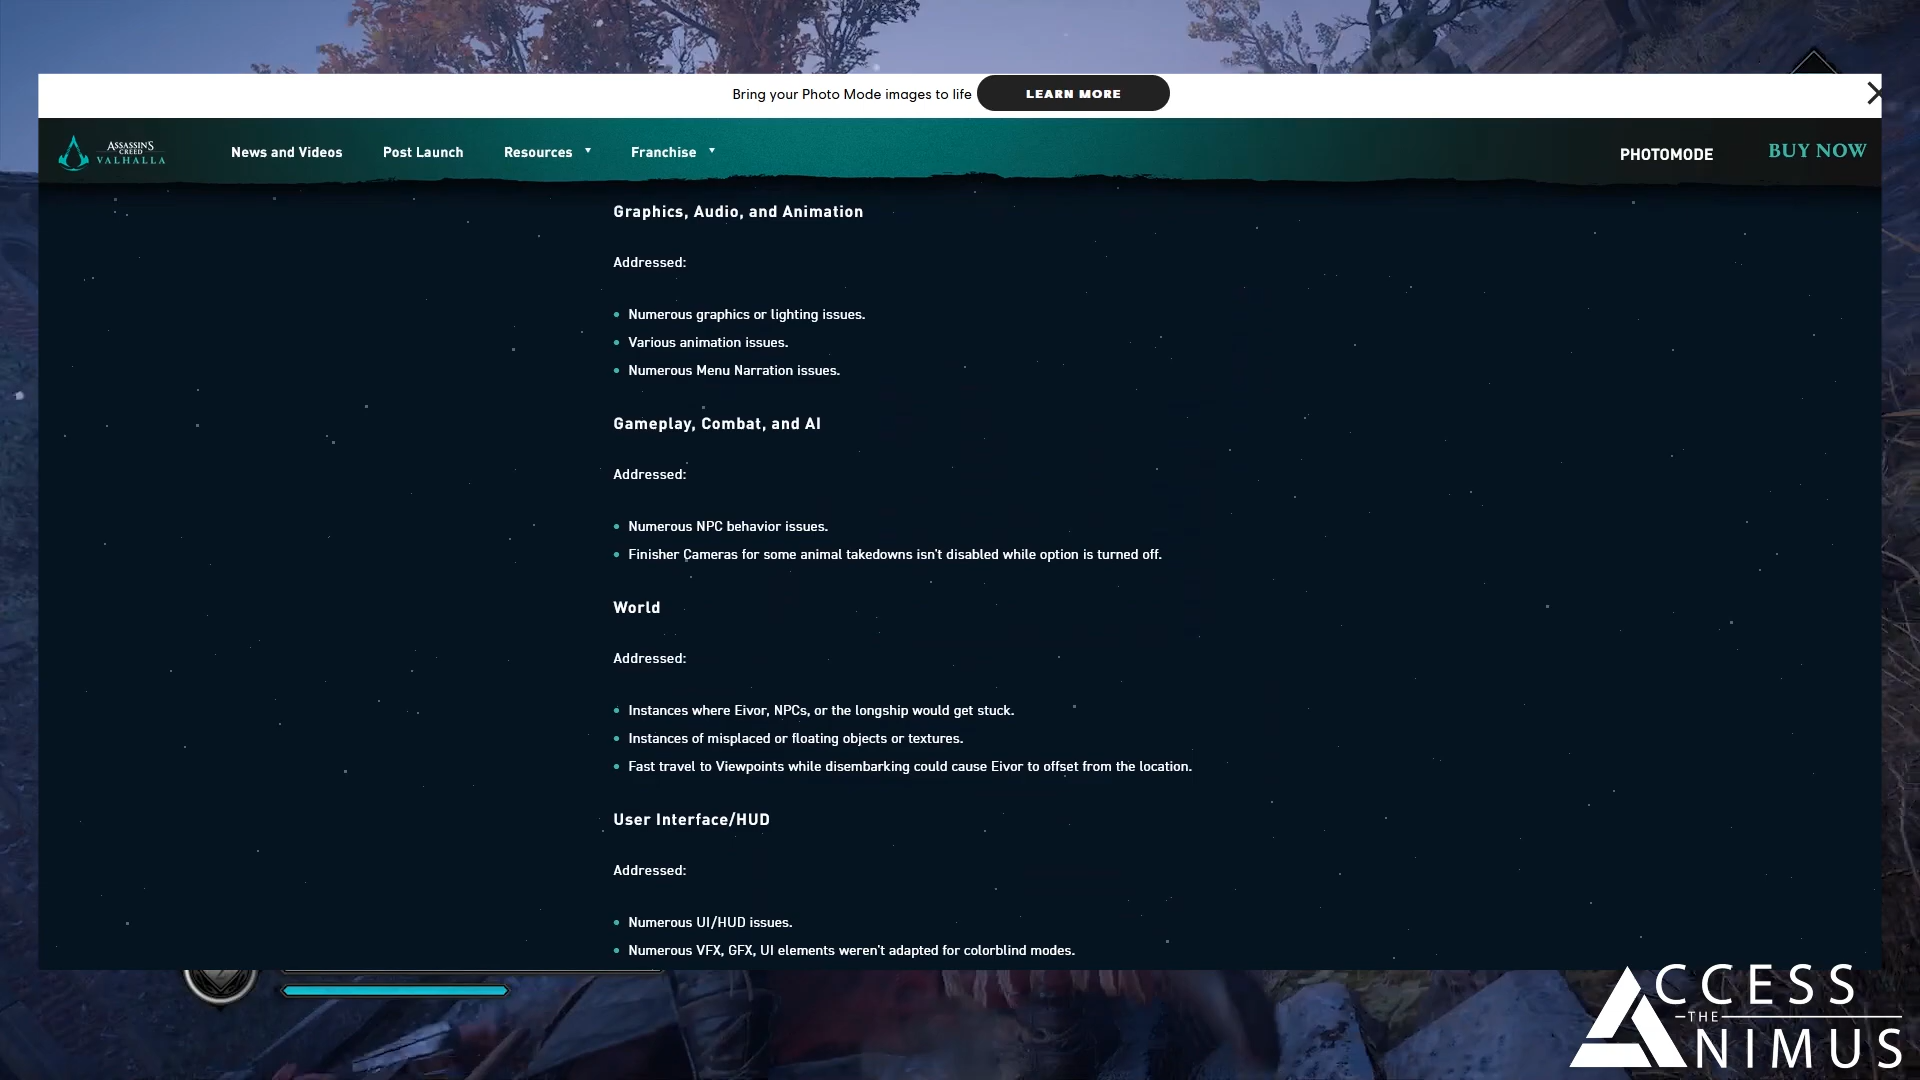 Bring your Photo Mode images to life LEARN MORE
ASSASSIN'S
CREED
VALHALLA
News and Videos Post Launch Resources Franchise PHOTOMODE BUY NOW
Graphics, Audio, and Animation
Addressed:
Numerous graphics or lighting issues.
Various animation issues.
Numerous Menu Narration issues.
Gameplay, Combat, and AI
Addressed:
Numerous NPC behavior issues.
Finisher Cameras for some animal takedowns isn't disabled while option is turned off.
World
Addressed:
Instances where Eivor, NPCs, or the longship would get stuck.
Instances of misplaced or floating objects or textures.
Fast travel to Viewpoints while disembarking could cause Eivor to offset from the location.
User Interface/HUD
Addressed:
Numerous UI/HUD issues.
Numerous VFX, GFX, UI elements weren't adapted for colorblind modes.
ACCESS
THE
ANIMUS